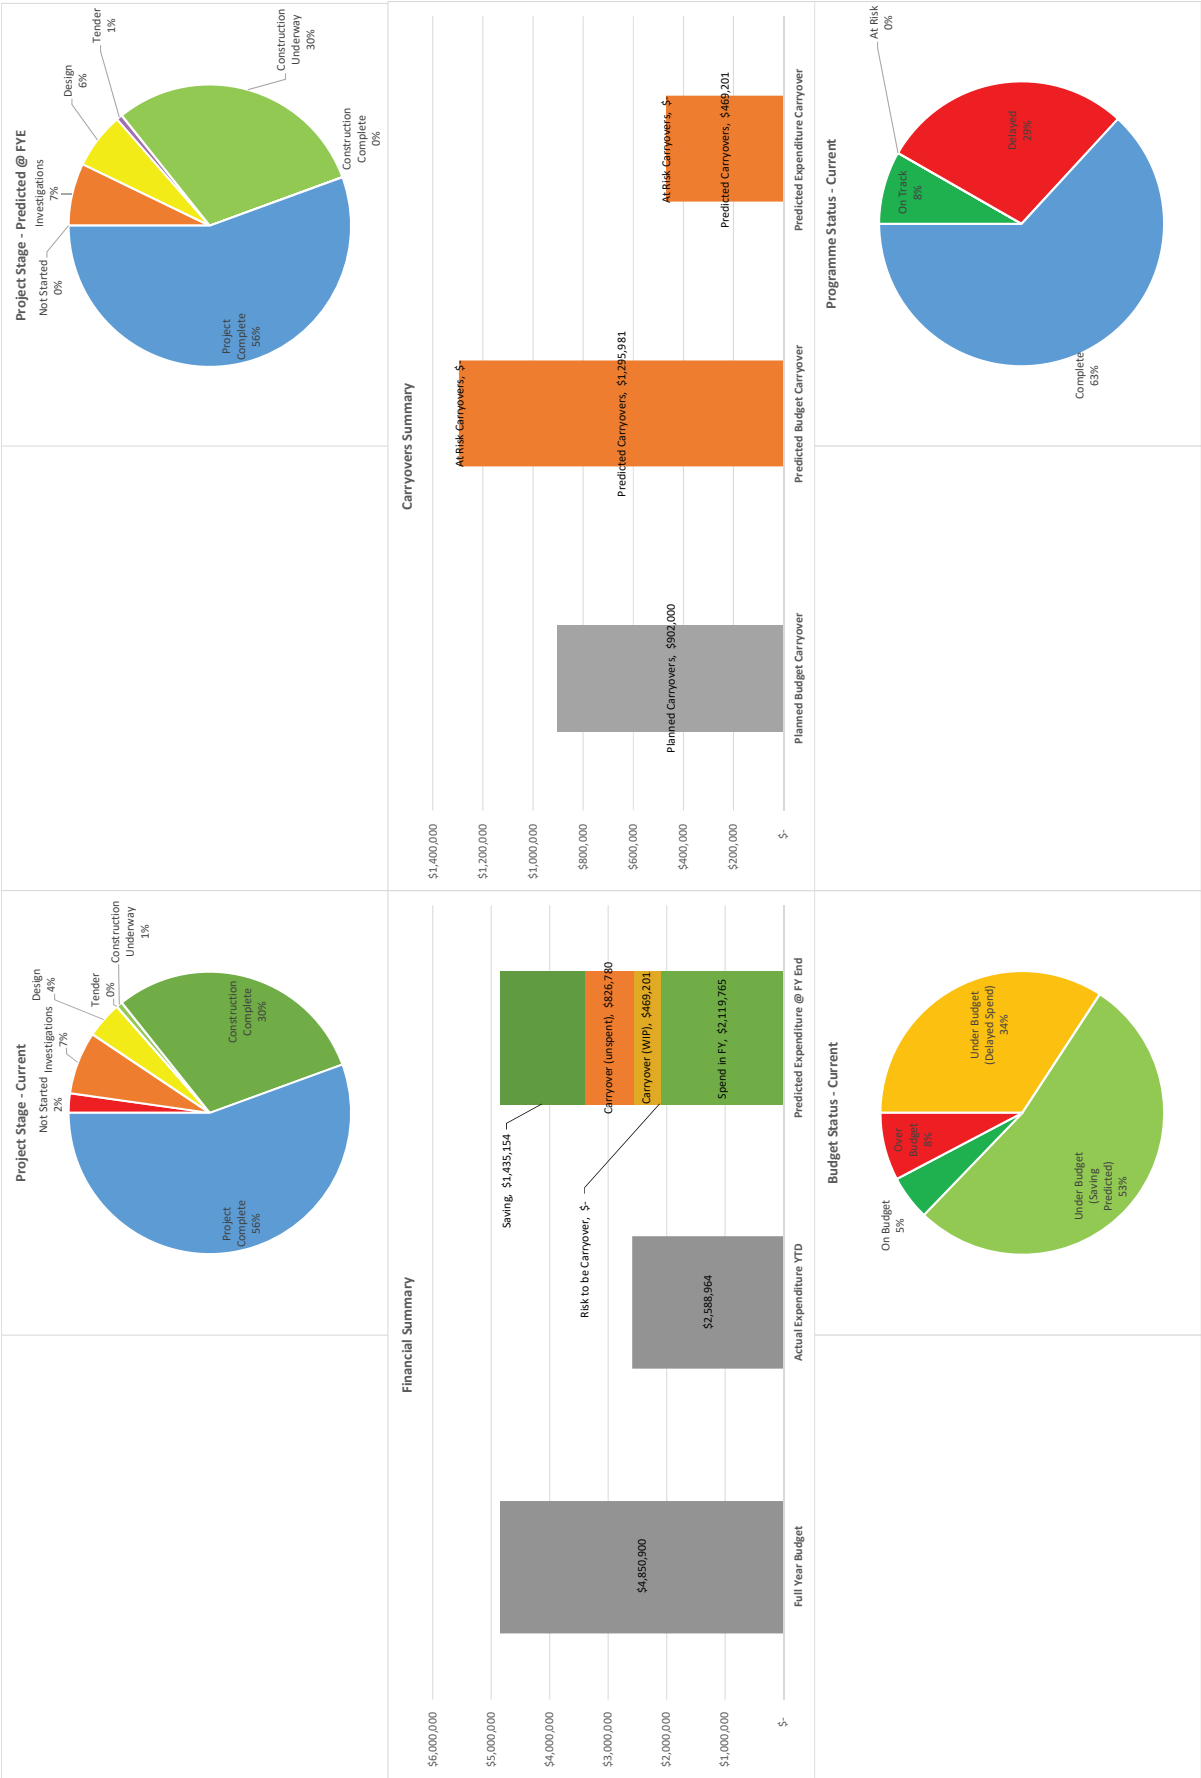 Project Stage - Current
Not Started
2%
Investigations
7%
Design
4%
Tender
0%
Construction
Underway
1%
Construction
Complete
30%
Project
Complete
56%
Project Stage - Predicted @ FYE
Not Started
0%
Investigations
7%
Design
6%
Tender
1%
Construction
Underway
30%
Construction
Complete
0%
Project
Complete
56%
Financial Summary
$6,000,000
$5,000,000
$4,000,000
$3,000,000
$2,000,000
$1,000,000
$-
$4,850,900
$2,588,964
Saving, $1,435,154
Risk to be Carryover, $-
Carryover (unspent), $826,780
Carryover (WIP), $469,201
Spend in FY, $2,119,765
Full Year Budget
Actual Expenditure YTD
Predicted Expenditure @ FY End
Carryovers Summary
$1,400,000
$1,200,000
$1,000,000
$800,000
$600,000
$400,000
$200,000
$-
Planned Carryovers, $902,000
At Risk Carryovers, $-
Predicted Carryovers, $1,295,981
At Risk Carryovers, $-
Predicted Carryovers, $469,201
Planned Budget Carryover
Predicted Budget Carryover
Predicted Expenditure Carryover
Budget Status - Current
Under Budget
(Delayed Spend)
34%
Under Budget
(Saving
Predicted)
53%
On Budget
5%
Over
Budget
8%
Programme Status - Current
On Track
8%
At Risk
0%
Delayed
29%
Complete
63%